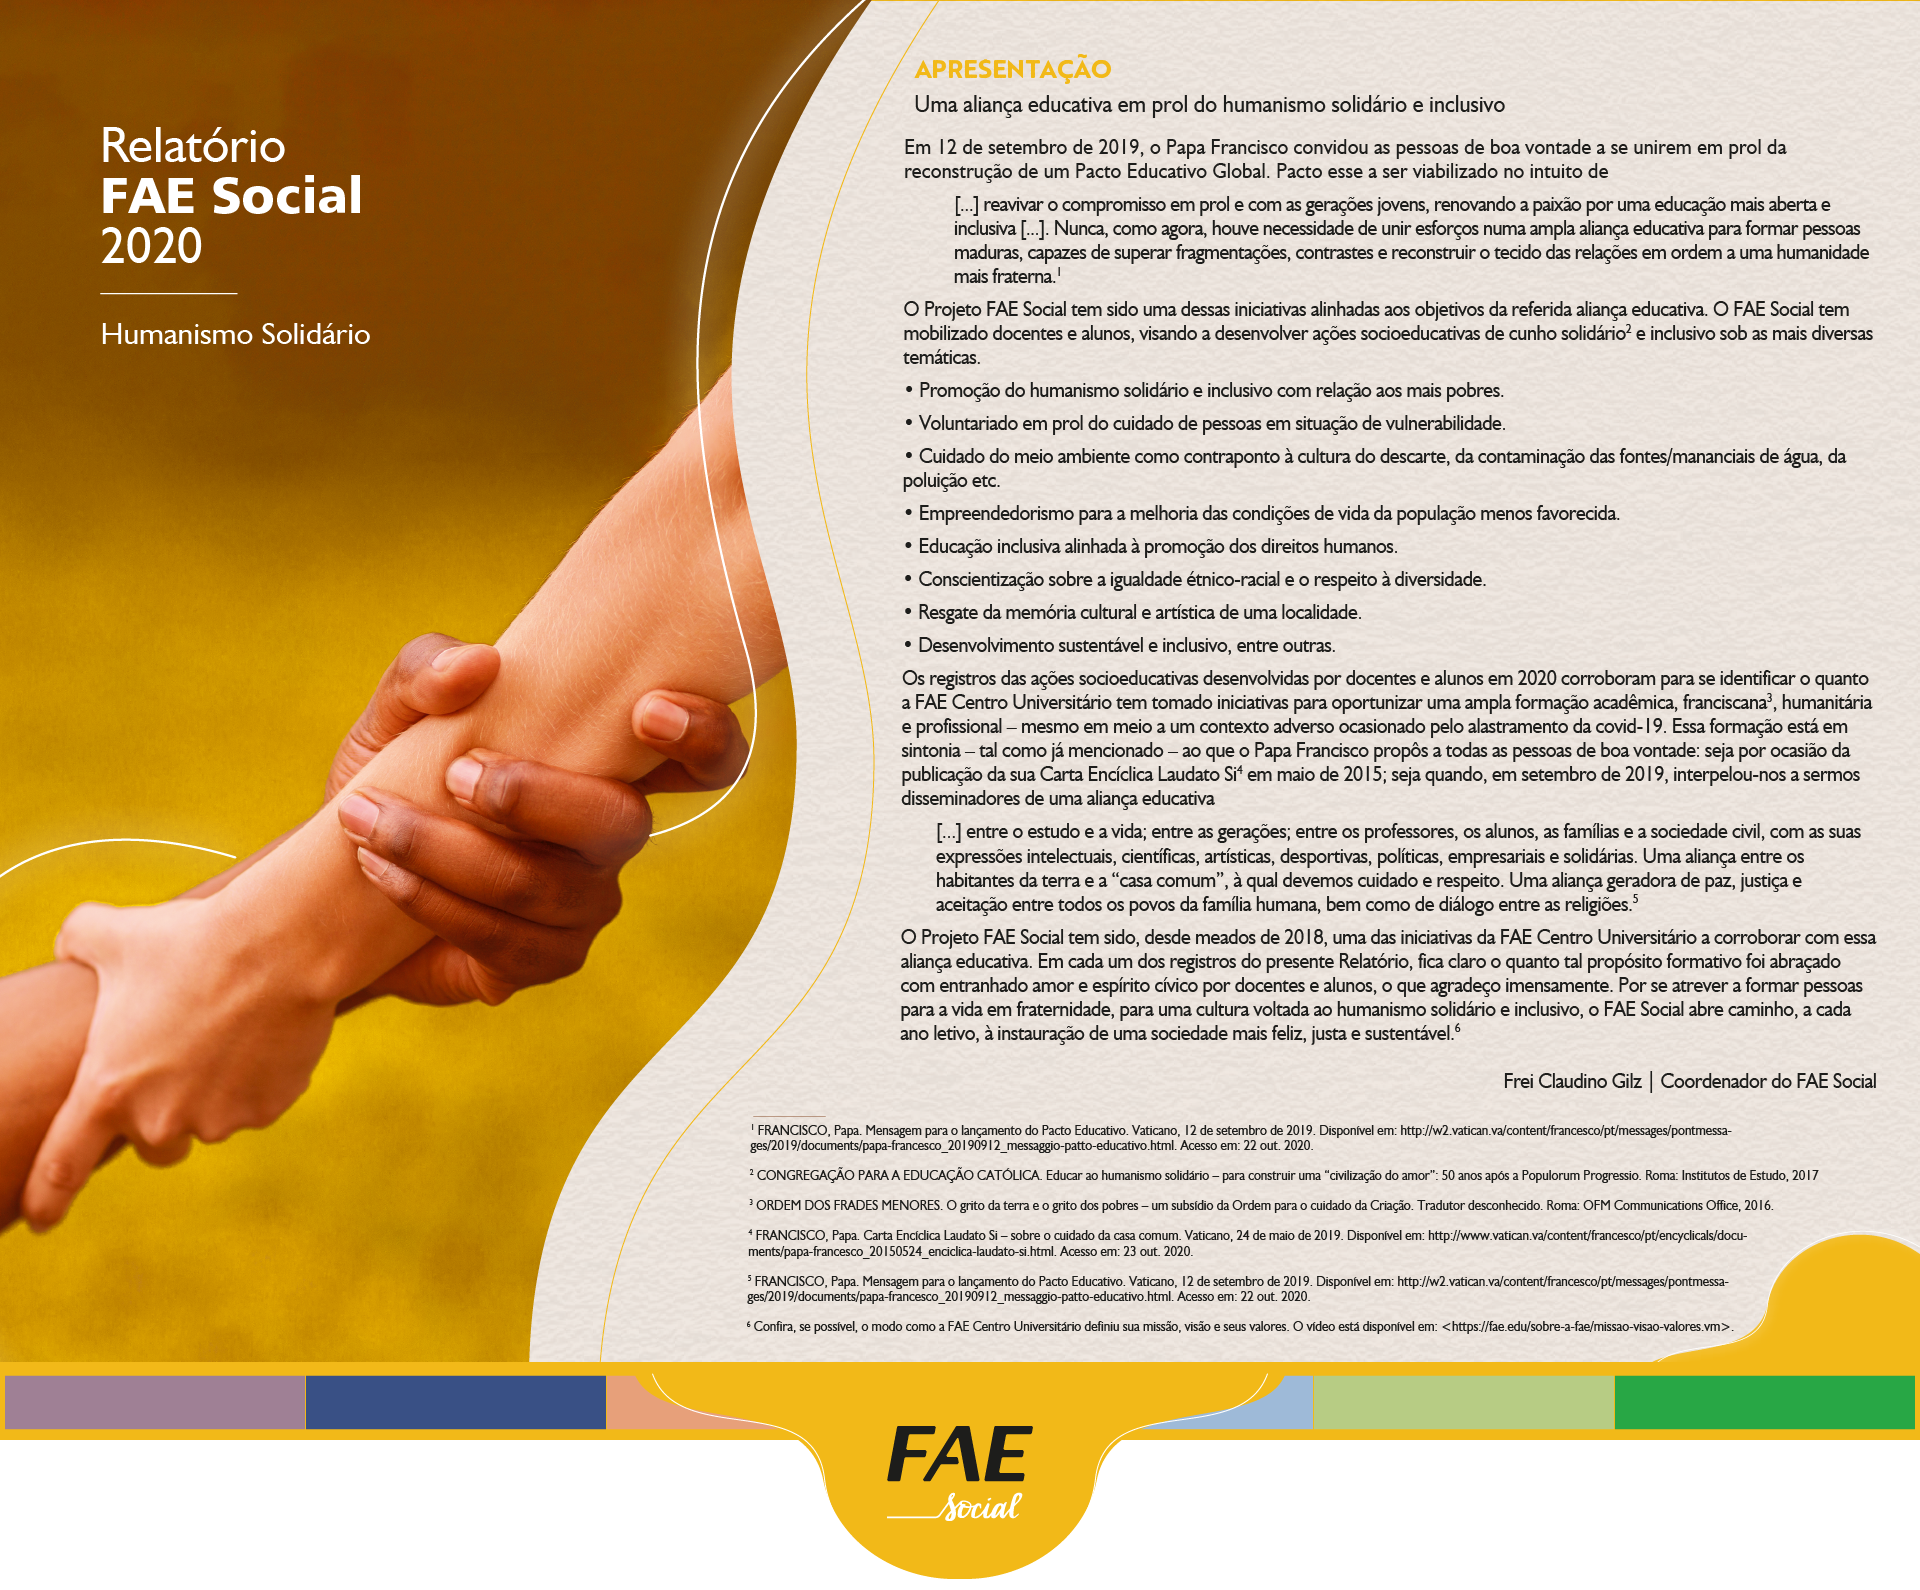 Relatório
FAE Social
2020
Humanismo Solidário
APRESENTAÇÃO
Uma aliança educativa em prol do humanismo solidário e inclusivo
Em 12 de setembro de 2019, o Papa Francisco convidou as pessoas de boa vontade a se unirem em prol da
reconstrução de um Pacto Educativo Global. Pacto esse a ser viabilizado no intuito de
[...] reavivar o compromisso em prol e com as gerações jovens, renovando a paixão por uma educação mais aberta e
inclusiva [...]. Nunca, como agora, houve necessidade de unir esforços numa ampla aliança educativa para formar pessoas
maduras, capazes de superar fragmentações, contrastes e reconstruir o tecido das relações em ordem a uma humanidade
mais fraterna.¹
O Projeto FAE Social tem sido uma dessas iniciativas alinhadas aos objetivos da referida aliança educativa. O FAE Social tem
mobilizado docentes e alunos, visando a desenvolver ações socioeducativas de cunho solidário² e inclusivo sob as mais diversas
temáticas.
• Promoção do humanismo solidário e inclusivo com relação aos mais pobres.
• Voluntariado em prol do cuidado de pessoas em situação de vulnerabilidade.
• Cuidado do meio ambiente como contraponto à cultura do descarte, da contaminação das fontes/mananciais de água, da
poluição etc.
• Empreendedorismo para a melhoria das condições de vida da população menos favorecida.
• Educação inclusiva alinhada à promoção dos direitos humanos.
• Conscientização sobre a igualdade étnico-racial e o respeito à diversidade.
• Resgate da memória cultural e artística de uma localidade.
• Desenvolvimento sustentável e inclusivo, entre outras.
Os registros das ações socioeducativas desenvolvidas por docentes e alunos em 2020 corroboram para se identificar o quanto
a FAE Centro Universitário tem tomado iniciativas para oportunizar uma ampla formação acadêmica, franciscana³, humanitária
e profissional – mesmo em meio a um contexto adverso ocasionado pelo alastramento da covid-19. Essa formação está em
sintonia – tal como já mencionado – ao que o Papa Francisco propôs a todas as pessoas de boa vontade: seja por ocasião da
publicação da sua Carta Encíclica Laudato Si⁴ em maio de 2015; seja quando, em setembro de 2019, interpelou-nos a sermos
disseminadores de uma aliança educativa
[...] entre o estudo e a vida; entre as gerações; entre os professores, os alunos, as famílias e a sociedade civil, com as suas
expressões intelectuais, científicas, artísticas, desportivas, políticas, empresariais e solidárias. Uma aliança entre os
habitantes da terra e a “casa comum”, à qual devemos cuidado e respeito. Uma aliança geradora de paz, justiça e
aceitação entre todos os povos da família humana, bem como de diálogo entre as religiões.⁵
O Projeto FAE Social tem sido, desde meados de 2018, uma das iniciativas da FAE Centro Universitário a corroborar com essa
aliança educativa. Em cada um dos registros do presente Relatório, fica claro o quanto tal propósito formativo foi abraçado
com entranhado amor e espírito cívico por docentes e alunos, o que agradeço imensamente. Por se atrever a formar pessoas
para a vida em fraternidade, para uma cultura voltada ao humanismo solidário e inclusivo, o FAE Social abre caminho, a cada
ano letivo, à instauração de uma sociedade mais feliz, justa e sustentável.⁶
Frei Claudino Gilz | Coordenador do FAE Social
¹ FRANCISCO, Papa. Mensagem para o lançamento do Pacto Educativo. Vaticano, 12 de setembro de 2019. Disponível em: http://w2.vatican.va/content/francesco/pt/messages/pontmessa-
ges/2019/documents/papa-francesco_20190912_messaggio-patto-educativo.html. Acesso em: 22 out. 2020.
² CONGREGAÇÃO PARA A EDUCAÇÃO CATÓLICA. Educar ao humanismo solidário – para construir uma “civilização do amor”: 50 anos após a Populorum Progressio. Roma: Institutos de Estudo, 2017
³ ORDEM DOS FRADES MENORES. O grito da terra e o grito dos pobres – um subsídio da Ordem para o cuidado da Criação. Tradutor desconhecido. Roma: OFM Communications Office, 2016.
⁴ FRANCISCO, Papa. Carta Encíclica Laudato Si – sobre o cuidado da casa comum. Vaticano, 24 de maio de 2019. Disponível em: http://www.vatican.va/content/francesco/pt/encyclicals/docu-
ments/papa-francesco_20150524_enciclica-laudato-si.html. Acesso em: 23 out. 2020.
⁵ FRANCISCO, Papa. Mensagem para o lançamento do Pacto Educativo. Vaticano, 12 de setembro de 2019. Disponível em: http://w2.vatican.va/content/francesco/pt/messages/pontmessa-
ges/2019/documents/papa-francesco_20190912_messaggio-patto-educativo.html. Acesso em: 22 out. 2020.
⁶ Confira, se possível, o modo como a FAE Centro Universitário definiu sua missão, visão e seus valores. O vídeo está disponível em: <https://fae.edu/sobre-a-fae/missao-visao-valores.vm>.
FAE
social